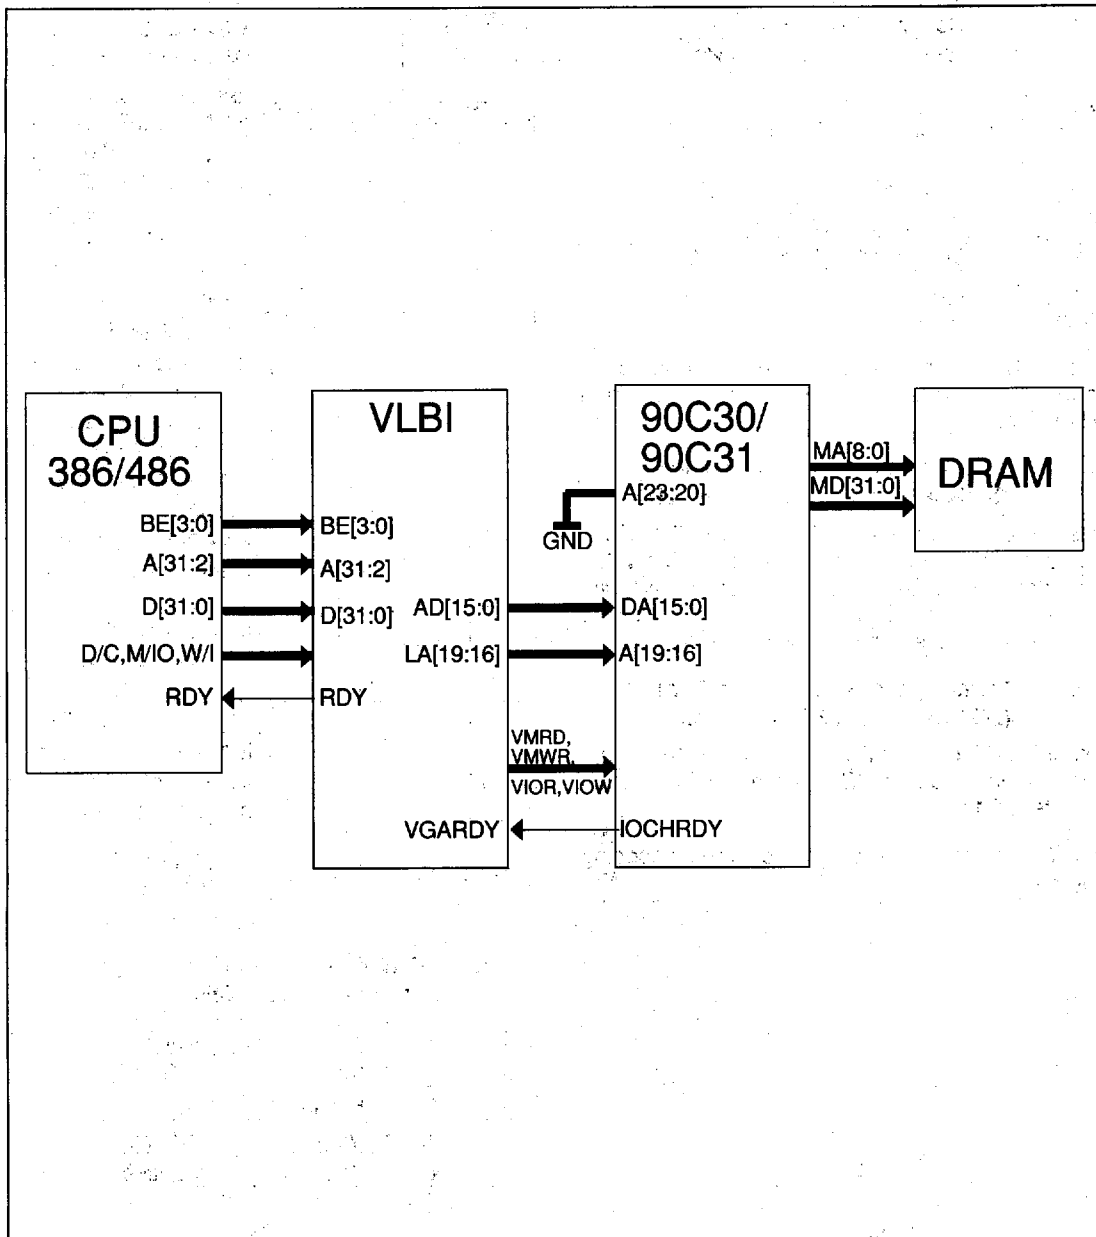 CPU
386/486
BE[3:0]
A[31:2]
D[31:0]
D/C,M/IO,W/I
RDY
VLBI
BE[3:0]
A[31:2]
D[31:0]
RDY
AD[15:0]
LA[19:16]
VMRD,
VMWR,
VIOR,VIOW
VGARDY
90C30/
90C31
A[23:20]
GND
DA[15:0]
A[19:16]
IOCHRDY
MA[8:0]
MD[31:0]
DRAM